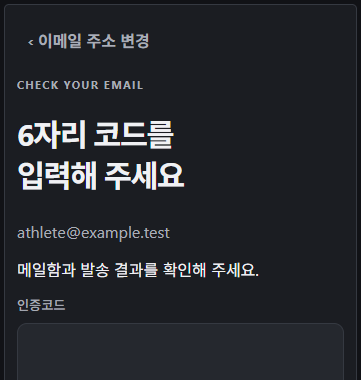 ‹ 이메일 주소 변경
CHECK YOUR EMAIL
6자리 코드를
입력해 주세요
athlete@example.test
메일함과 발송 결과를 확인해 주세요.
인증코드